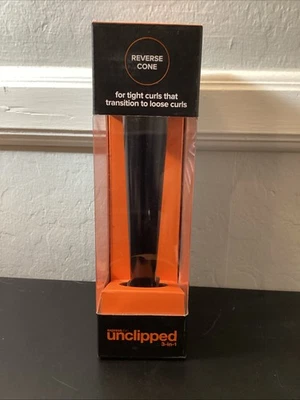 REVERSE
CONE
for tight curls that
transition to loose curls
unclipped
3-in-1